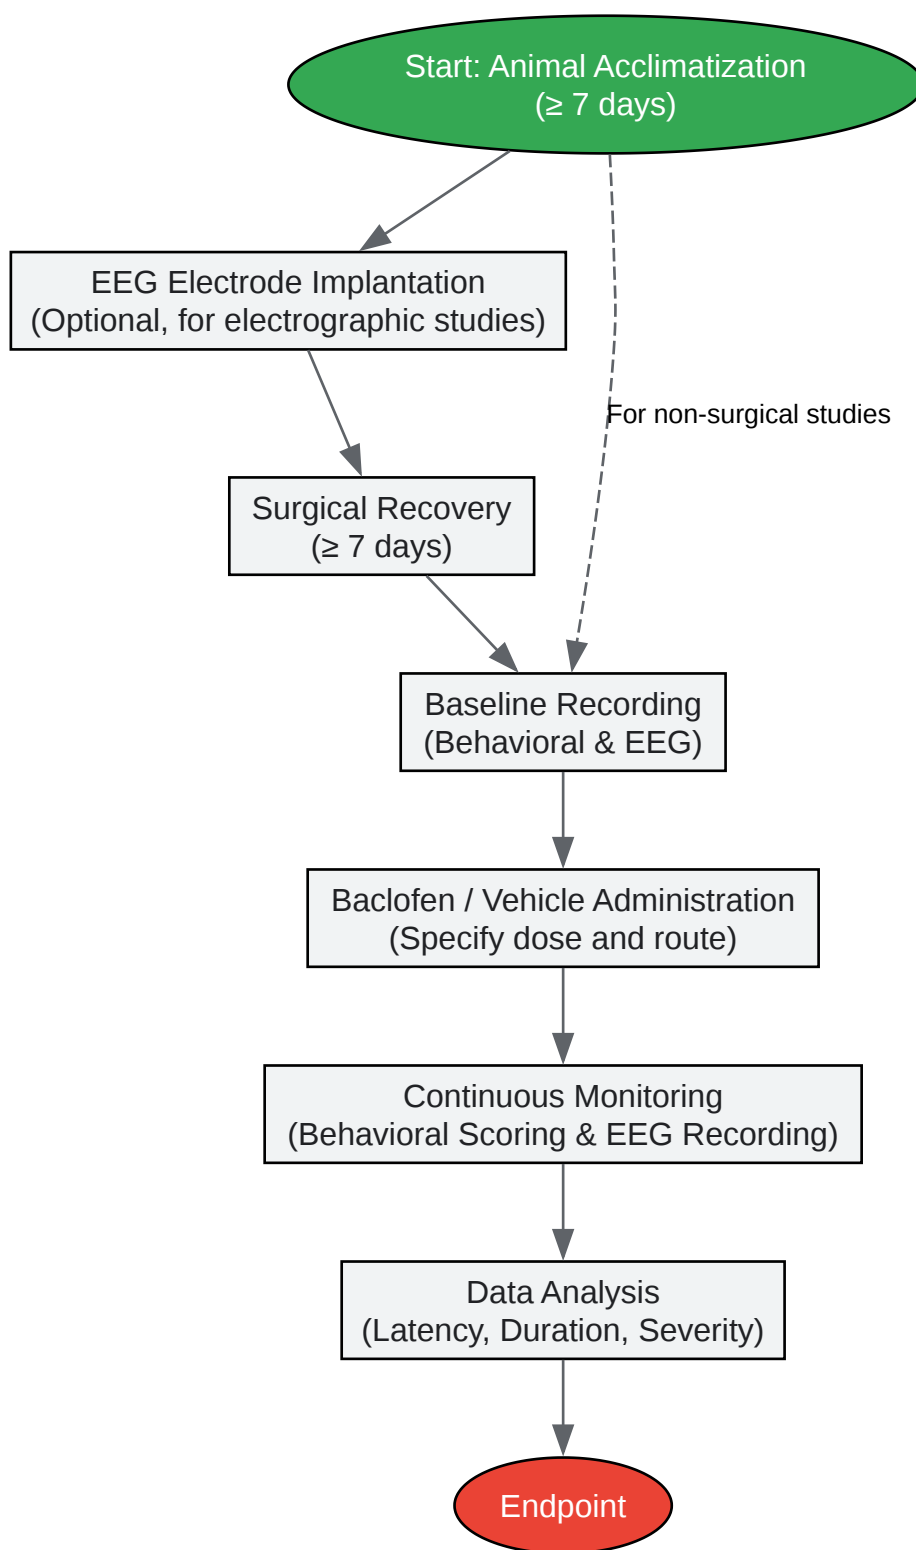 Start: Animal Acclimatization
(≥ 7 days)
EEG Electrode Implantation
(Optional, for electrographic studies)
For non-surgical studies
Surgical Recovery
(≥ 7 days)
Baseline Recording
(Behavioral & EEG)
Baclofen / Vehicle Administration
(Specify dose and route)
Continuous Monitoring
(Behavioral Scoring & EEG Recording)
Data Analysis
(Latency, Duration, Severity)
Endpoint